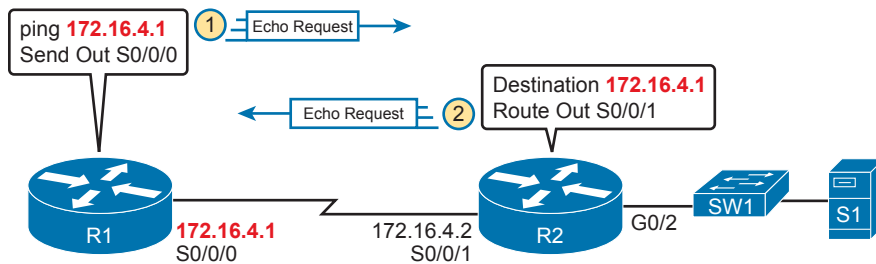 ping 172.16.4.1
Send Out S0/0/0
1
Echo Request
Destination 172.16.4.1
Route Out S0/0/1
Echo Request
2
R1
172.16.4.1
S0/0/0
172.16.4.2
S0/0/1
R2
G0/2
SW1
S1